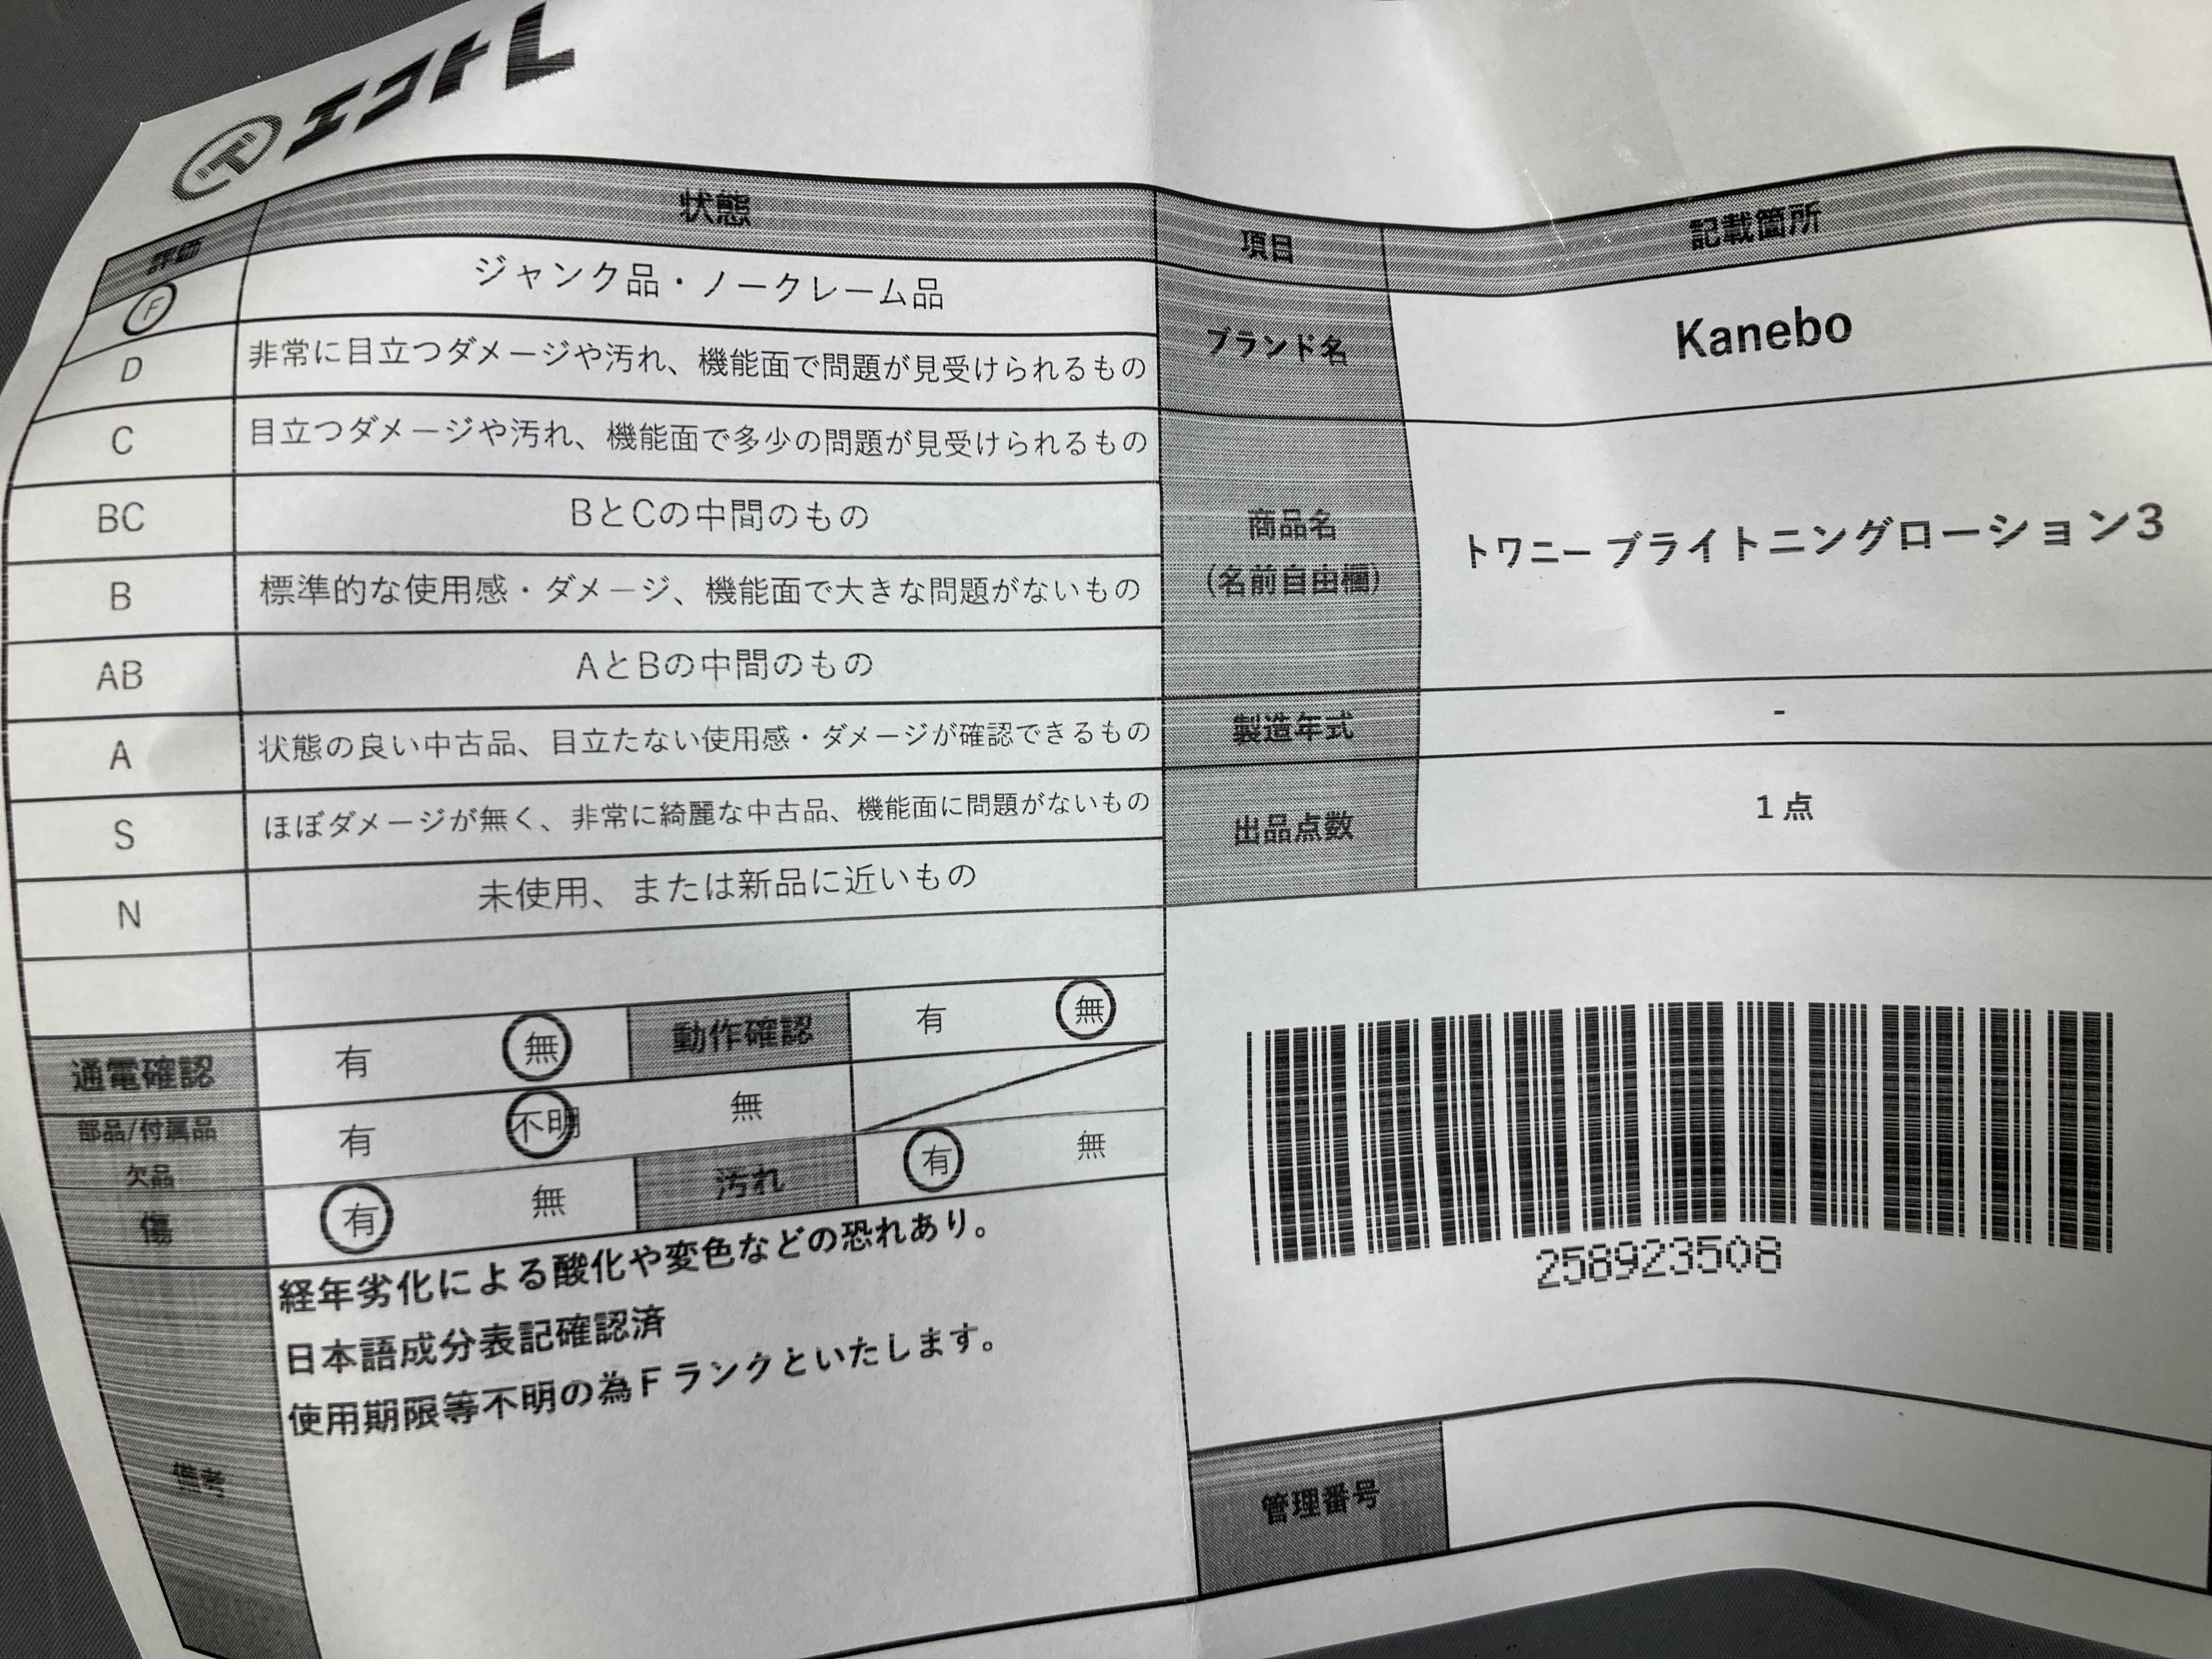 エコトレ
評価 状態
F ジャンク品・ノークレーム品
D 非常に目立つダメージや汚れ、機能面で問題が見受けられるもの
C 目立つダメージや汚れ、機能面で多少の問題が見受けられるもの
BC BとCの中間のもの
B 標準的な使用感・ダメージ、機能面で大きな問題がないもの
AB AとBの中間のもの
A 状態の良い中古品、目立たない使用感・ダメージが確認できるもの
S ほぼダメージが無く、非常に綺麗な中古品、機能面に問題がないもの
N 未使用、または新品に近いもの
通電確認 有 無 動作確認 有 無
部品/付属品 有 不明 無
欠品
傷 有 無 汚れ 有 無
備考
経年劣化による酸化や変色などの恐れあり。
日本語成分表記確認済
使用期限等不明の為Fランクといたします。
項目 記載箇所
ブランド名 Kanebo
商品名
(名前自由欄)
トワニー ブライトニングローション3
製造年式 -
出品点数 1点
258923508
管理番号